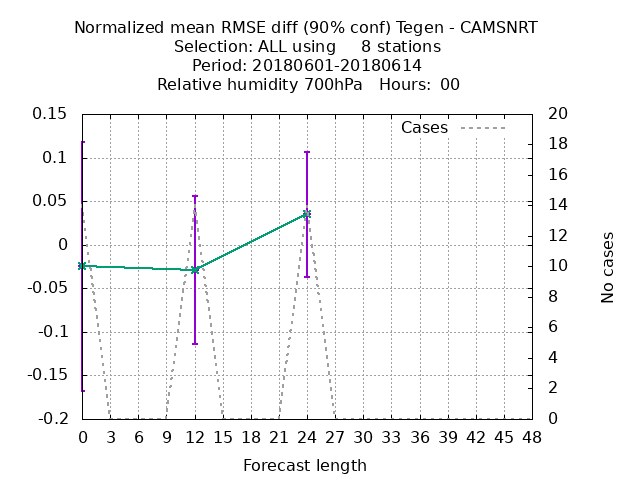 Normalized mean RMSE diff (90% conf) Tegen - CAMSNRT
Selection: ALL using     8 stations
Period: 20180601-20180614
Relative humidity 700hPa   Hours:  00
Cases
0.15
0.1
0.05
0
-0.05
-0.1
-0.15
-0.2
20
18
16
14
12
10
8
6
4
2
0
No cases
0 3 6 9 12 15 18 21 24 27 30 33 36 39 42 45 48
Forecast length